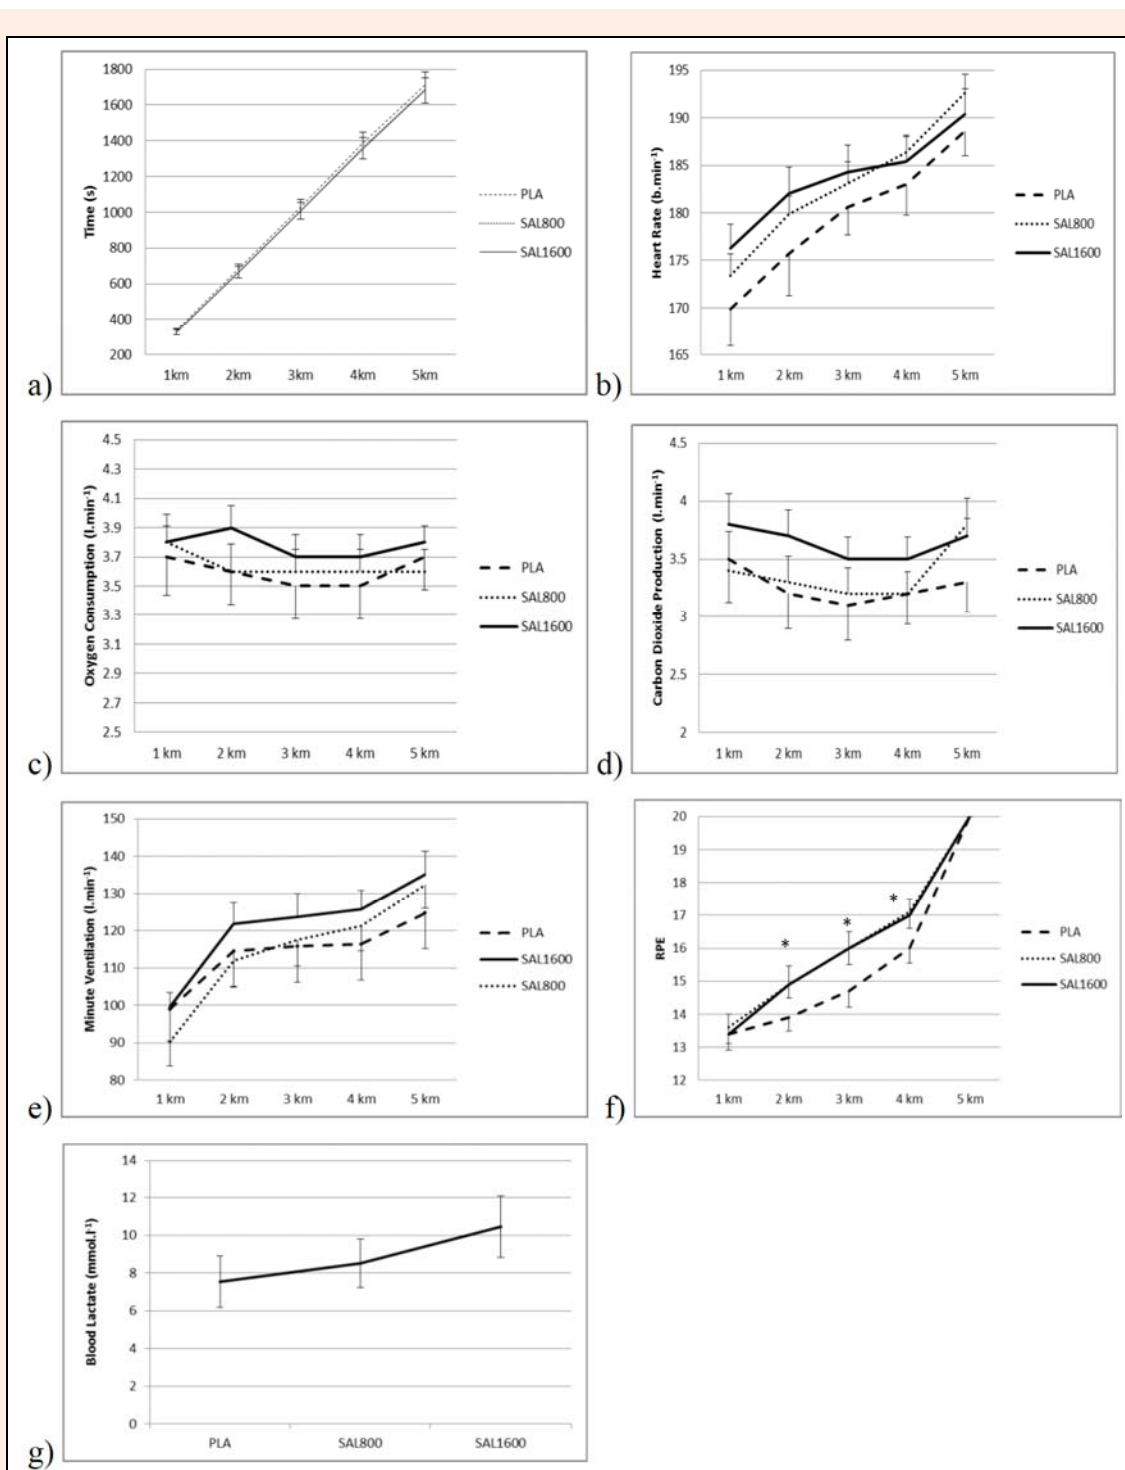 1800
1600
1400
1200
1000
800
600
400
200
Time (s)
1km 2km 3km 4km 5km
PLA
SAL800
SAL1600
a)
195
190
185
180
175
170
165
Heart Rate (b.min-1)
1 km 2 km 3 km 4 km 5 km
PLA
SAL800
SAL1600
b)
4.5
4.3
4.1
3.9
3.7
3.5
3.3
3.1
2.9
2.7
2.5
Oxygen Consumption (l.min-1)
1 km 2 km 3 km 4 km 5 km
PLA
SAL800
SAL1600
c)
4.5
4
3.5
3
2.5
2
Carbon Dioxide Production (l.min-1)
1 km 2 km 3 km 4 km 5 km
PLA
SAL800
SAL1600
d)
150
140
130
120
110
100
90
80
Minute Ventilation (l.min-1)
1 km 2 km 3 km 4 km 5 km
PLA
SAL1600
SAL800
e)
20
19
18
17
16
15
14
13
12
RPE
* * *
1 km 2 km 3 km 4 km 5 km
PLA
SAL800
SAL1600
f)
14
12
10
8
6
4
2
0
Blood Lactate (mmol.l-1)
PLA SAL800 SAL1600
g)